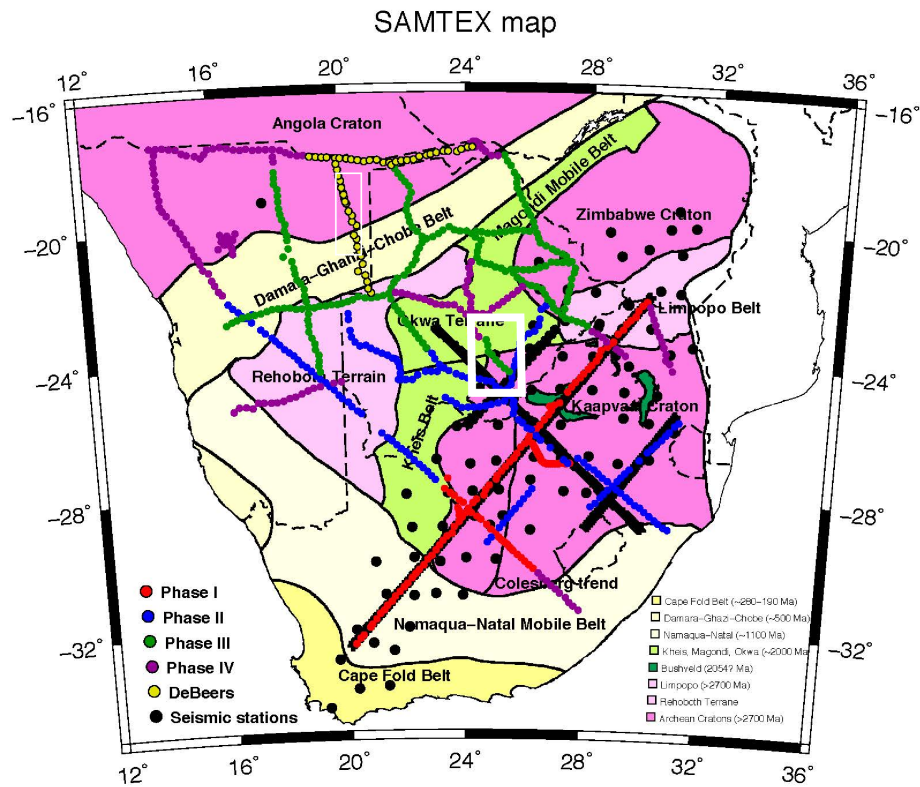 SAMTEX map
12° 16° 20° 24° 28° 32° 36°
−16° −16°
Angola Craton
Magondi Mobile Belt
Zimbabwe Craton
−20° −20°
Damara−Ghanzi−Chobe Belt
Limpopo Belt
Okwa Terrane
−24° −24°
Rehoboth Terrain
Kaapvaal Craton
Kheis Belt
−28° −28°
Colesberg trend
Phase I
Phase II
Phase III
Phase IV
DeBeers
Seismic stations
Namaqua−Natal Mobile Belt
−32° −32°
Cape Fold Belt
Cape Fold Belt (~280−190 Ma)
Damara−Ghazi−Chobe (~500 Ma)
Namaqua−Natal (~1100 Ma)
Kheis, Magondi, Okwa (~2000 Ma)
Bushveld (2054? Ma)
Limpopo (>2700 Ma)
Rehoboth Terrane
Archean Cratons (>2700 Ma)
12° 16° 20° 24° 28° 32° 36°